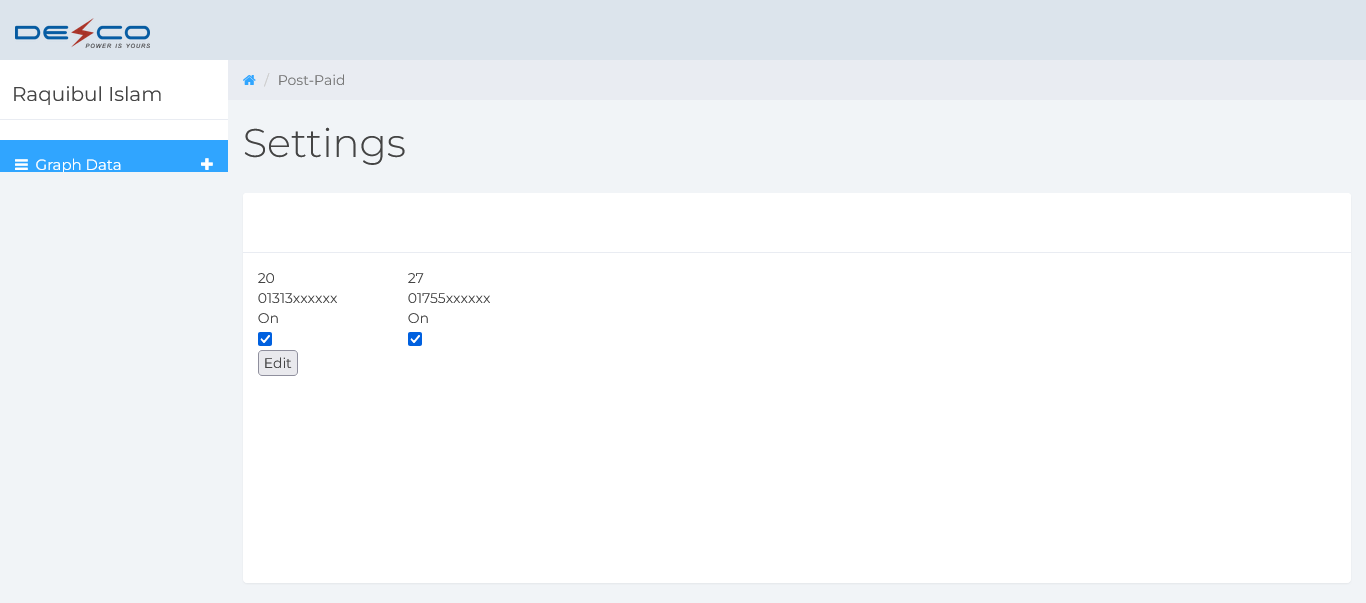 DESCO
POWER IS YOURS
Raquibul Islam
/ Post-Paid
Graph Data
Settings
20
01313xxxxxx
On
Edit
27
01755xxxxxx
On